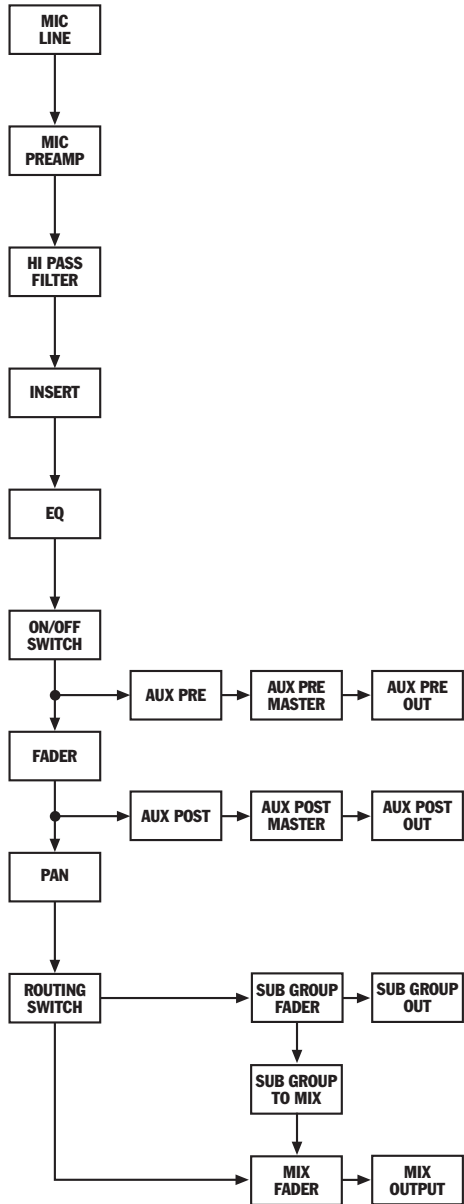 MIC
LINE
MIC
PREAMP
HI PASS
FILTER
INSERT
EQ
ON/OFF
SWITCH
AUX PRE
AUX PRE
MASTER
AUX PRE
OUT
FADER
AUX POST
AUX POST
MASTER
AUX POST
OUT
PAN
ROUTING
SWITCH
SUB GROUP
FADER
SUB GROUP
OUT
SUB GROUP
TO MIX
MIX
FADER
MIX
OUTPUT